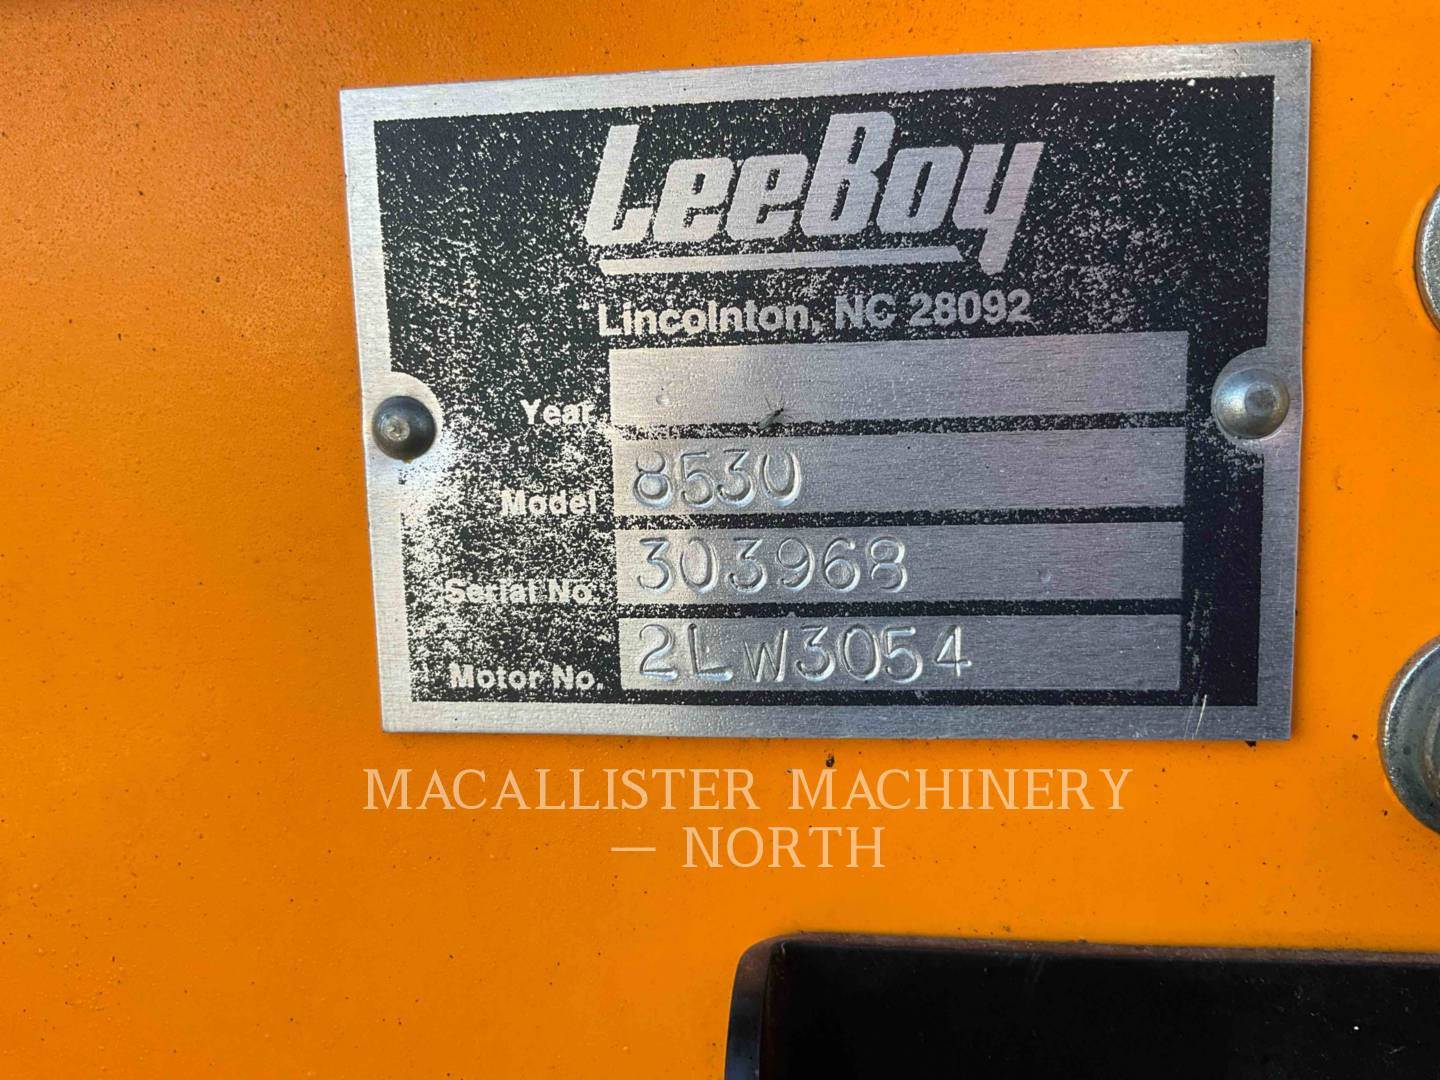 LeeBoy
Lincolnton, NC 28092
Year
Model 8530
Serial No. 303968
Motor No. 2LW3054
MACALLISTER MACHINERY
— NORTH